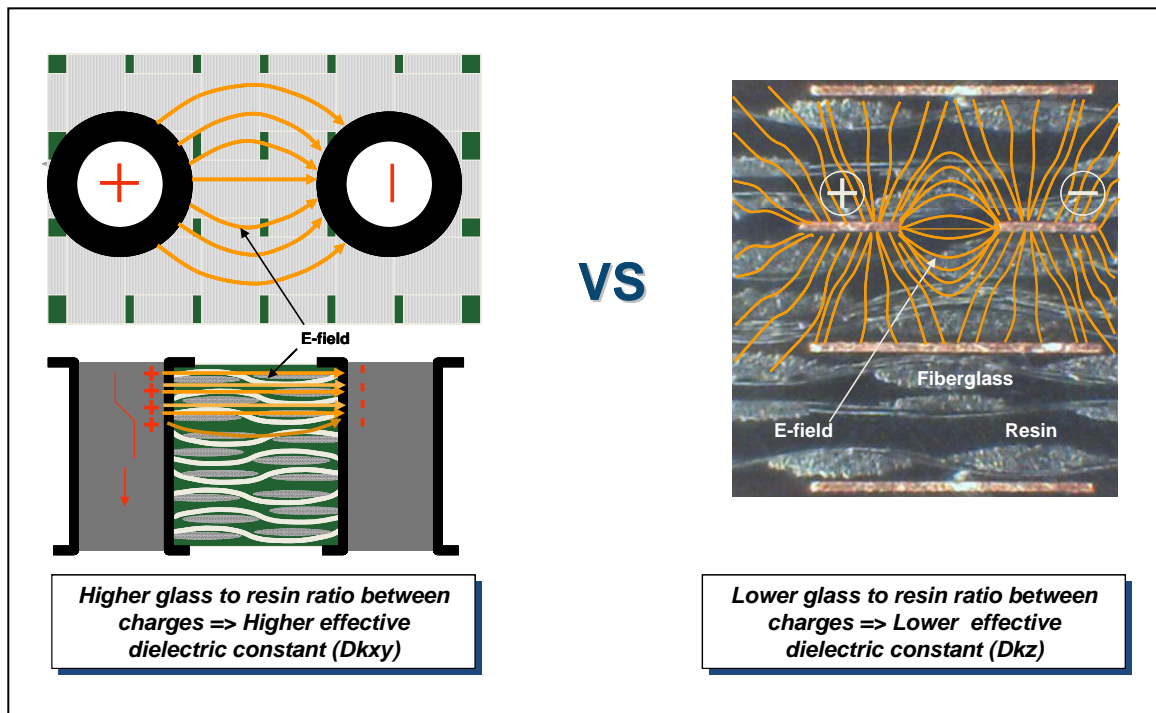 E-field
+
+
+
+
+
-
-
-
-
Higher glass to resin ratio between
charges => Higher effective
dielectric constant (Dkxy)
VS
+
–
Fiberglass
E-field
Resin
Lower glass to resin ratio between
charges => Lower  effective
dielectric constant (Dkz)